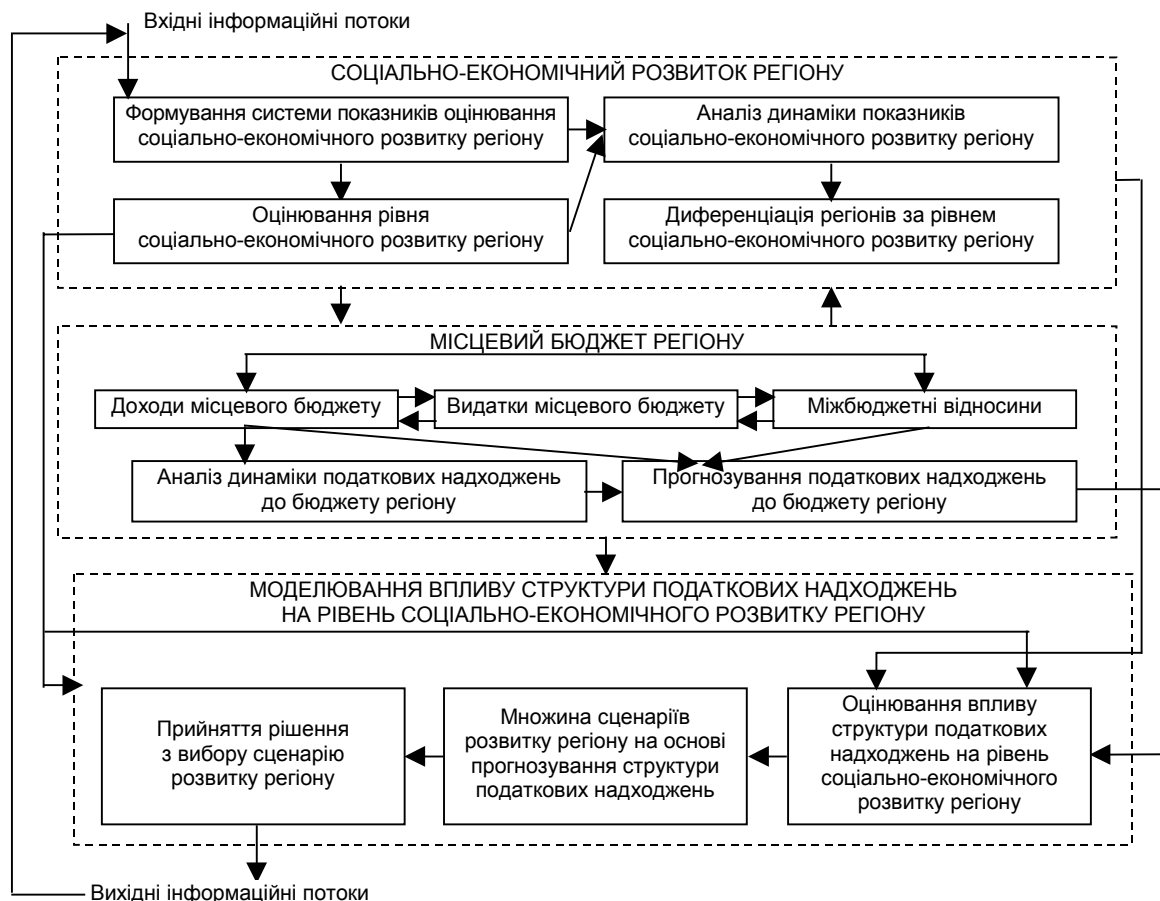 Вхідні інформаційні потоки
СОЦІАЛЬНО-ЕКОНОМІЧНИЙ РОЗВИТОК РЕГІОНУ
Формування системи показників оцінювання
соціально-економічного розвитку регіону
Аналіз динаміки показників
соціально-економічного розвитку регіону
Оцінювання рівня
соціально-економічного розвитку регіону
Диференціація регіонів за рівнем
соціально-економічного розвитку регіону
МІСЦЕВИЙ БЮДЖЕТ РЕГІОНУ
Доходи місцевого бюджету
Видатки місцевого бюджету
Міжбюджетні відносини
Аналіз динаміки податкових надходжень
до бюджету регіону
Прогнозування податкових надходжень
до бюджету регіону
МОДЕЛЮВАННЯ ВПЛИВУ СТРУКТУРИ ПОДАТКОВИХ НАДХОДЖЕНЬ
НА РІВЕНЬ СОЦІАЛЬНО-ЕКОНОМІЧНОГО РОЗВИТКУ РЕГІОНУ
Прийняття рішення
з вибору сценарію
розвитку регіону
Множина сценаріїв
розвитку регіону на основі
прогнозування структури
податкових надходжень
Оцінювання впливу
структури податкових
надходжень на рівень
соціально-економічного
розвитку регіону
Вихідні інформаційні потоки